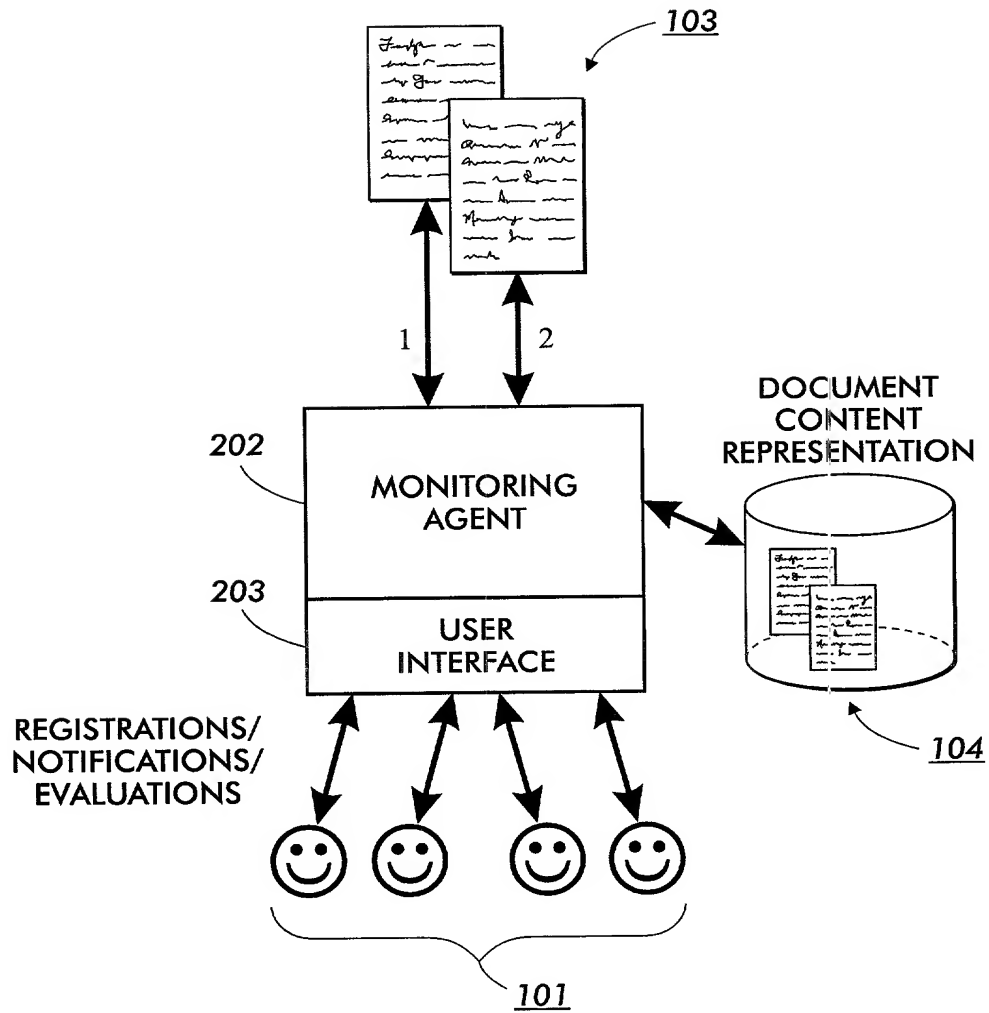 103
1
2
DOCUMENT
CONTENT
REPRESENTATION
202
MONITORING
AGENT
203
USER
INTERFACE
REGISTRATIONS/
NOTIFICATIONS/
EVALUATIONS
104
101